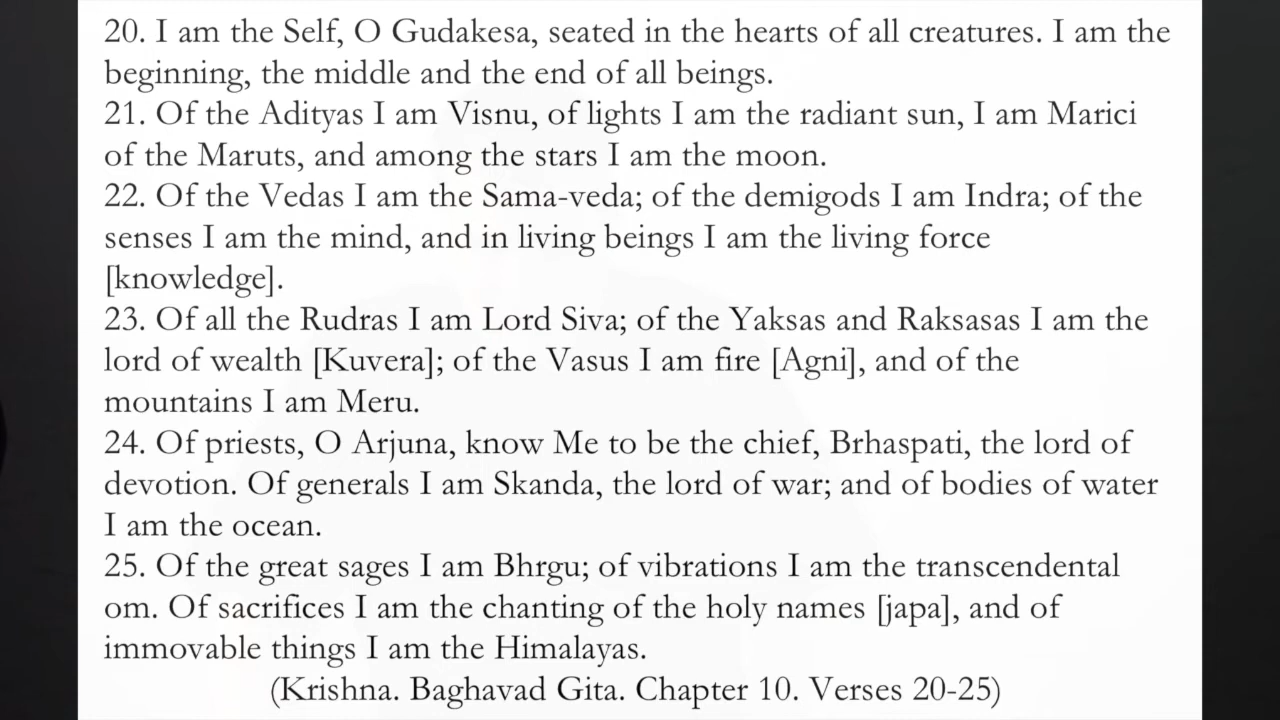 20. I am the Self, O Gudakesa, seated in the hearts of all creatures. I am the
beginning, the middle and the end of all beings.
21. Of the Adityas I am Visnu, of lights I am the radiant sun, I am Marici
of the Maruts, and among the stars I am the moon.
22. Of the Vedas I am the Sama-veda; of the demigods I am Indra; of the
senses I am the mind, and in living beings I am the living force
[knowledge].
23. Of all the Rudras I am Lord Siva; of the Yaksas and Raksasas I am the
lord of wealth [Kuvera]; of the Vasus I am fire [Agni], and of the
mountains I am Meru.
24. Of priests, O Arjuna, know Me to be the chief, Brhaspati, the lord of
devotion. Of generals I am Skanda, the lord of war; and of bodies of water
I am the ocean.
25. Of the great sages I am Bhrgu; of vibrations I am the transcendental
om. Of sacrifices I am the chanting of the holy names [japa], and of
immovable things I am the Himalayas.
(Krishna. Baghavad Gita. Chapter 10. Verses 20-25)